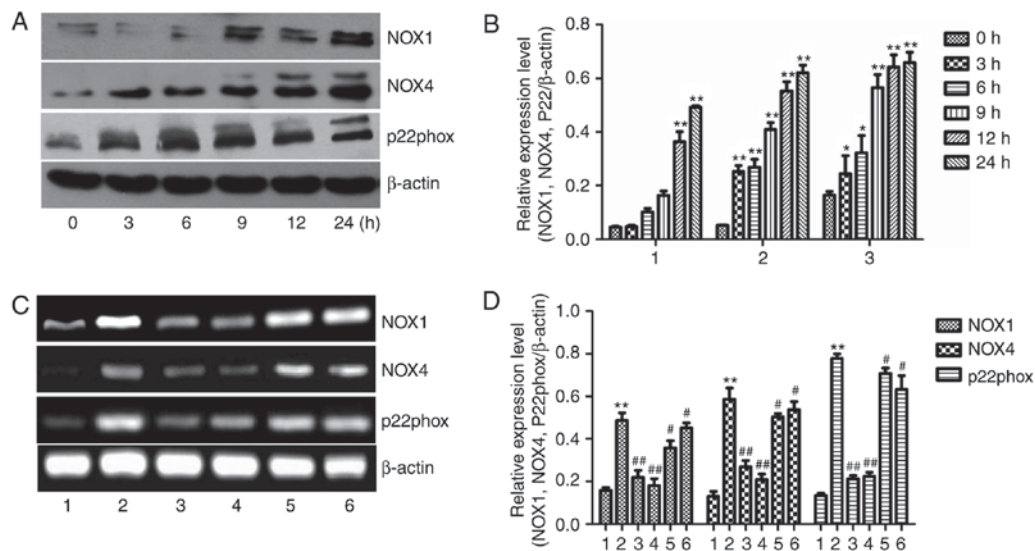 A
NOX1
NOX4
p22phox
β-actin
0 3 6 9 12 24 (h)
B
Relative expression level
(NOX1, NOX4, P22/β-actin)
0.8
0.6
0.4
0.2
0.0
** **
** ** ** ** **
* * ** ** **
1 2 3
0 h
3 h
6 h
9 h
12 h
24 h
C
NOX1
NOX4
p22phox
β-actin
1 2 3 4 5 6
D
Relative expression level
(NOX1, NOX4, P22phox/β-actin)
1.0
0.8
0.6
0.4
0.2
0.0
** ## ## # #
** ## ## # #
** ## ## # #
1 2 3 4 5 6 1 2 3 4 5 6 1 2 3 4 5 6
NOX1
NOX4
p22phox